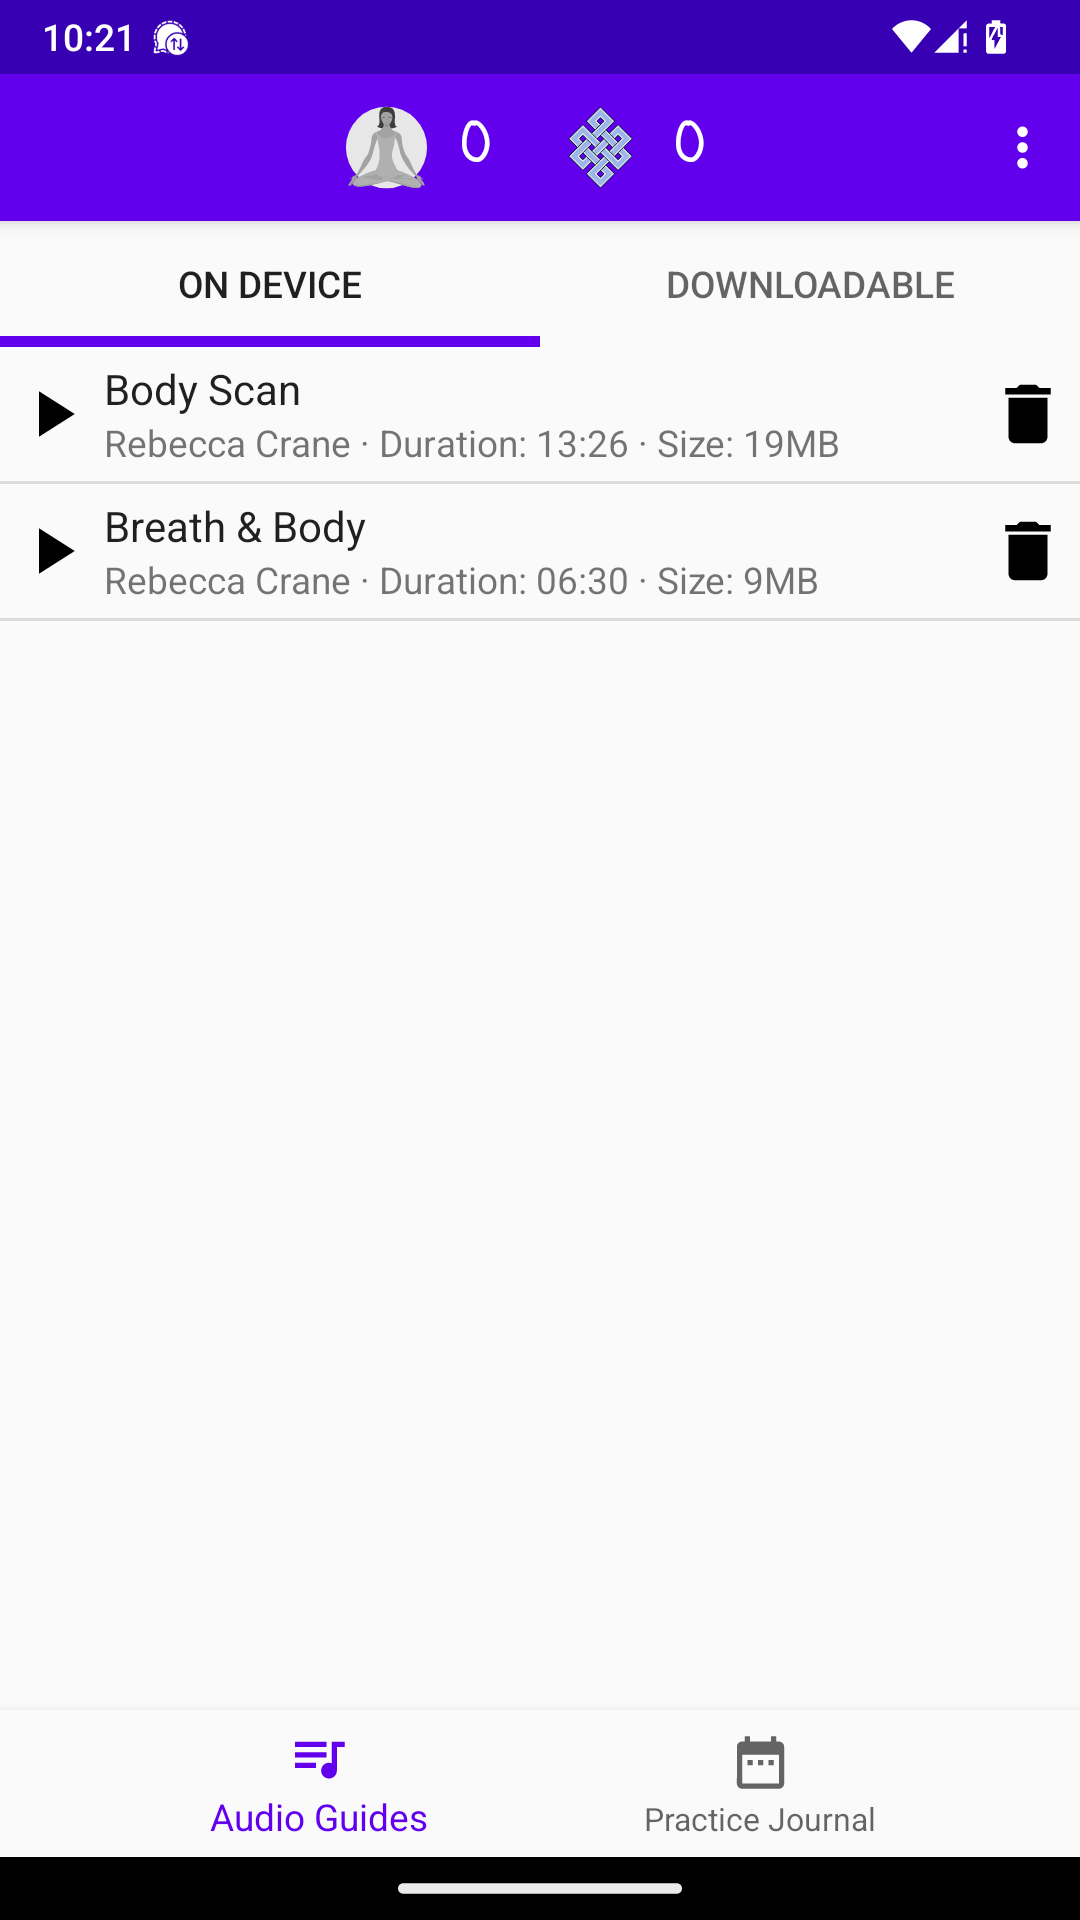 10:21
0 0
ON DEVICE DOWNLOADABLE
Body Scan
Rebecca Crane · Duration: 13:26 · Size: 19MB
Breath & Body
Rebecca Crane · Duration: 06:30 · Size: 9MB
Audio Guides Practice Journal